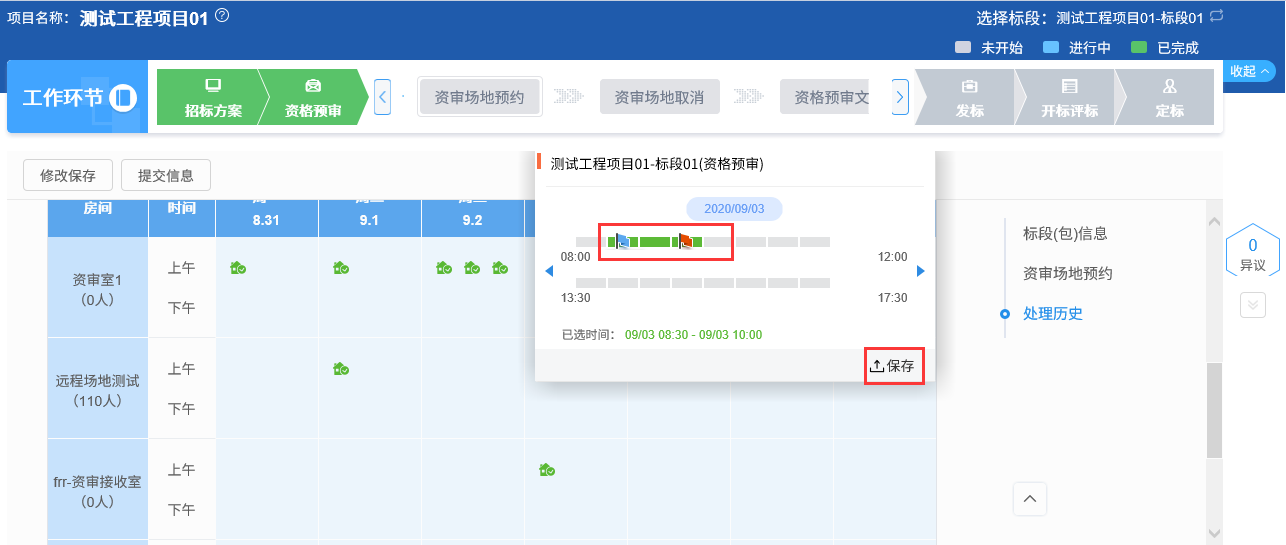 项目名称： 测试工程项目01
选择标段： 测试工程项目01-标段01
未开始 进行中 已完成
收起
工作环节
招标方案
资格预审
资审场地预约
资审场地取消
资格预审文
发标
开标评标
定标
修改保存
提交信息
测试工程项目01-标段01(资格预审)
2020/09/03
08:00
12:00
13:30
17:30
已选时间： 09/03 08:30 - 09/03 10:00
保存
房间 时间
8.31 9.1 9.2
资审室1
（0人）
上午
下午
远程场地测试
（110人）
上午
下午
frr-资审接收室
（0人）
上午
下午
标段(包)信息
资审场地预约
处理历史
0
异议